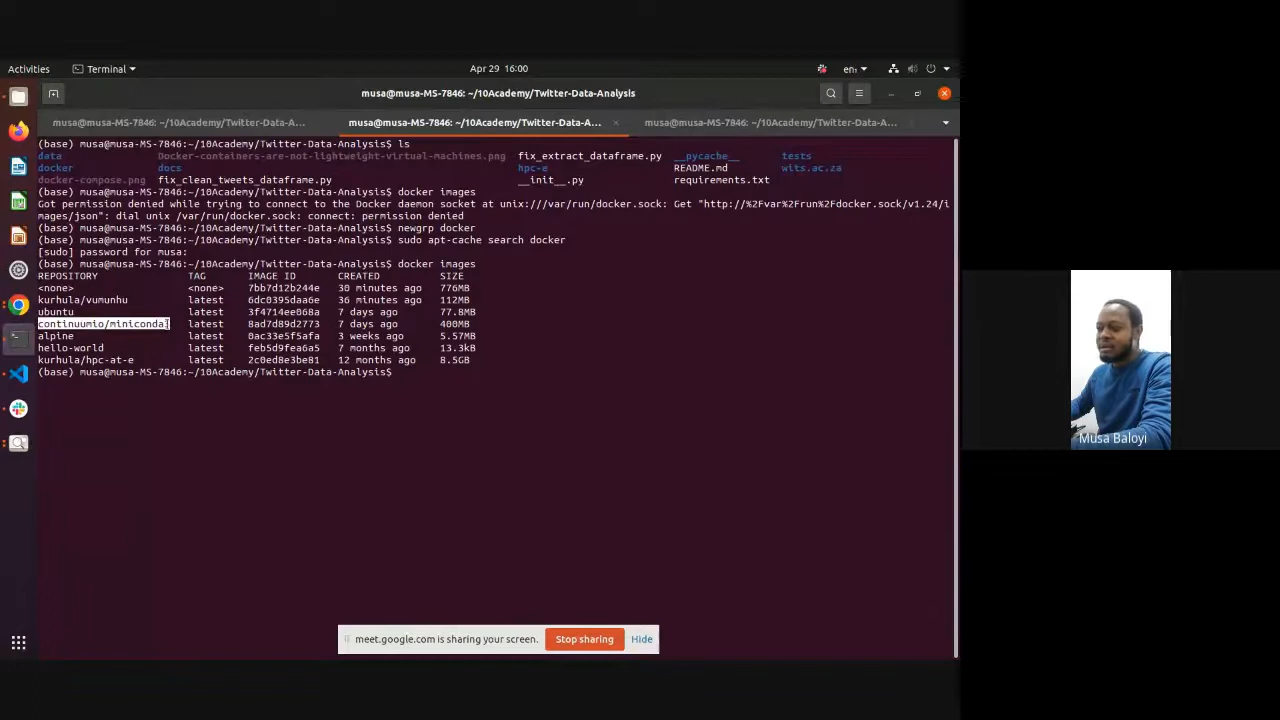 Activities Terminal Apr 29 16:00 en₁
musa@musa-MS-7846: ~/10Academy/Twitter-Data-Analysis
musa@musa-MS-7846: ~/10Academy/Twitter-Data-A... musa@musa-MS-7846: ~/10Academy/Twitter-Data-A... × musa@musa-MS-7846: ~/10Academy/Twitter-Data-A...
(base) musa@musa-MS-7846:~/10Academy/Twitter-Data-Analysis$ ls
data Docker-containers-are-not-lightweight-virtual-machines.png fix_extract_dataframe.py __pycache__ tests
docker docs hpc-e README.md wits.ac.za
docker-compose.png fix_clean_tweets_dataframe.py __init__.py requirements.txt
(base) musa@musa-MS-7846:~/10Academy/Twitter-Data-Analysis$ docker images
Got permission denied while trying to connect to the Docker daemon socket at unix:///var/run/docker.sock: Get "http://%2Fvar%2Frun%2Fdocker.sock/v1.24/i
mages/json": dial unix /var/run/docker.sock: connect: permission denied
(base) musa@musa-MS-7846:~/10Academy/Twitter-Data-Analysis$ newgrp docker
(base) musa@musa-MS-7846:~/10Academy/Twitter-Data-Analysis$ sudo apt-cache search docker
[sudo] password for musa:
(base) musa@musa-MS-7846:~/10Academy/Twitter-Data-Analysis$ docker images
REPOSITORY TAG IMAGE ID CREATED SIZE
<none> <none> 7bb7d12b244e 30 minutes ago 776MB
kurhula/vumunhu latest 6dc0395daa6e 36 minutes ago 112MB
ubuntu latest 3f4714ee068a 7 days ago 77.8MB
continuumio/miniconda3 latest 8ad7d89d2773 7 days ago 400MB
alpine latest 0ac33e5f5afa 3 weeks ago 5.57MB
hello-world latest feb5d9fea6a5 7 months ago 13.3kB
kurhula/hpc-at-e latest 2c0ed8e3be81 12 months ago 8.5GB
(base) musa@musa-MS-7846:~/10Academy/Twitter-Data-Analysis$
Musa Baloyi
meet.google.com is sharing your screen. Stop sharing Hide